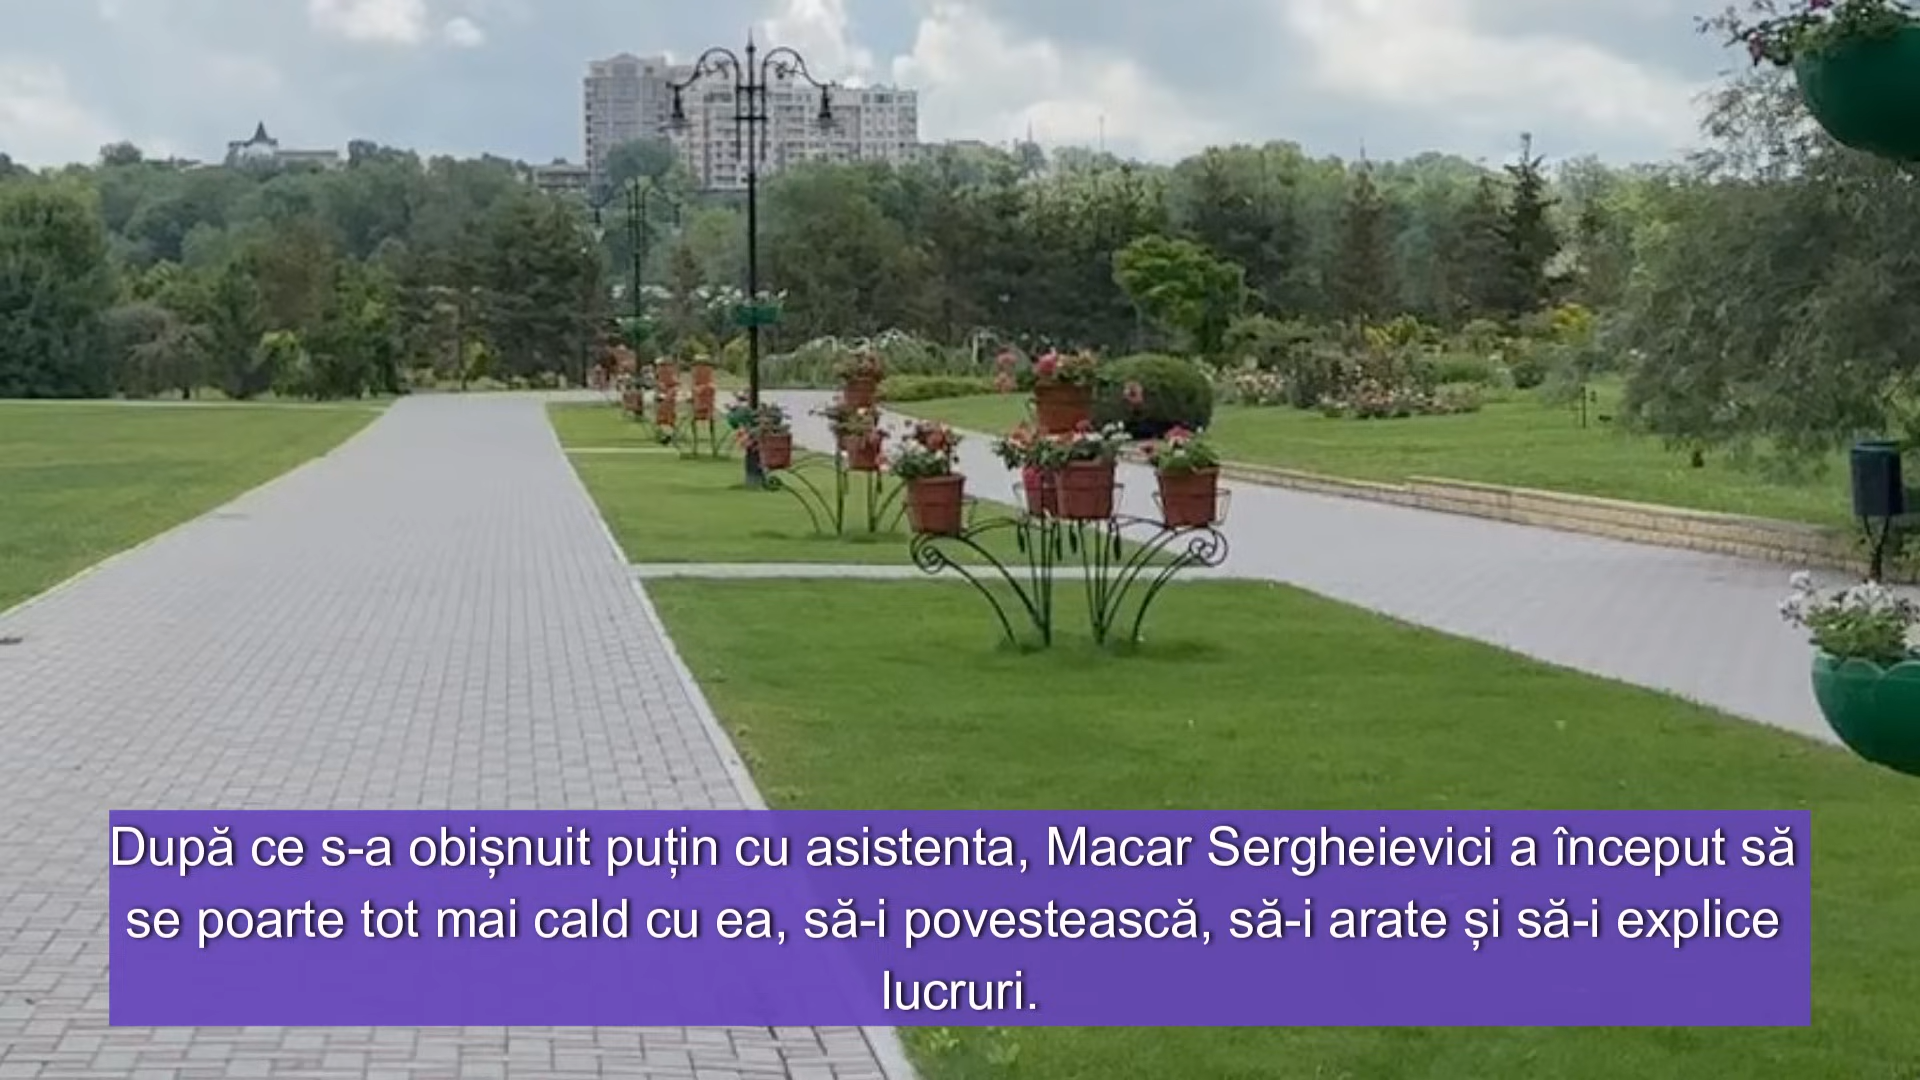 După ce s-a obișnuit puțin cu asistenta, Macar Sergheievici a început să
se poarte tot mai cald cu ea, să-i povestească, să-i arate și să-i explice
lucruri.